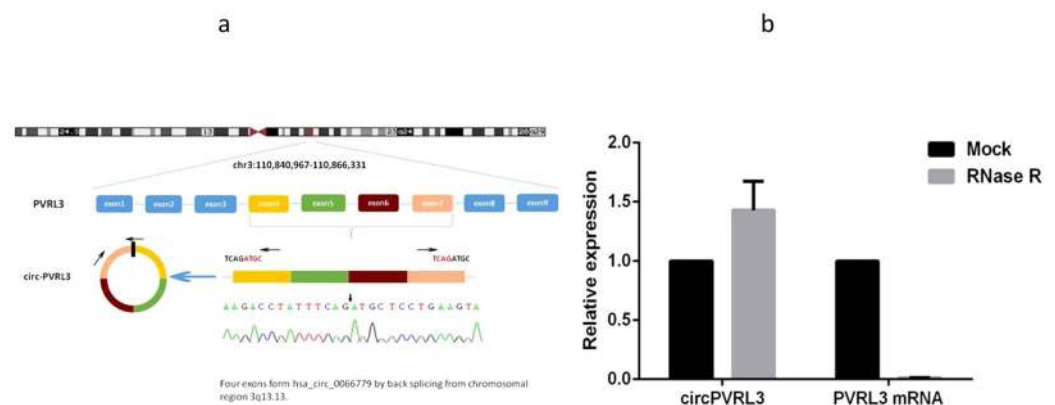 a
b
24.3
chr3:110,840,967-110,866,331
PVRL3
exon1 exon2 exon3 exon4 exon5 exon6 exon7 exon8 exon9
TCAGATGC
TCAGATGC
circ-PVRL3
AAGACCTATTTCAGATGCTCCTGAAGTA
Four exons form hsa_circ_0066779 by back splicing from chromosomal
region 3q13.13.
Mock
RNase R
Relative expression
2.0
1.5
1.0
0.5
0.0
circPVRL3
PVRL3 mRNA